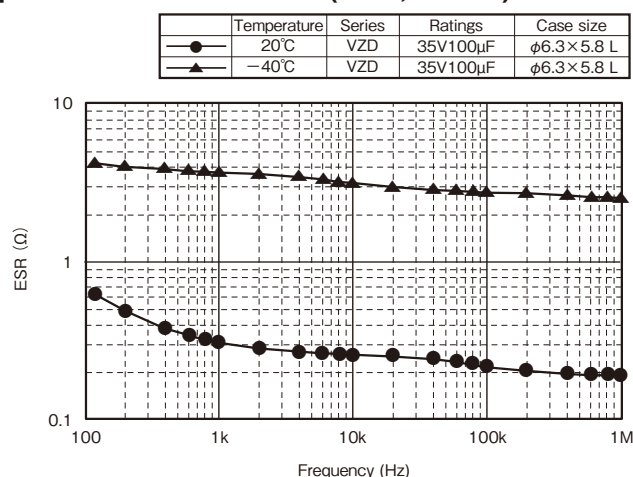 Temperature Series Ratings Case size
20℃ VZD 35V100μF ϕ6.3×5.8 L
−40℃ VZD 35V100μF ϕ6.3×5.8 L
10
1
0.1
ESR (Ω)
100 1k 10k 100k 1M
Frequency (Hz)